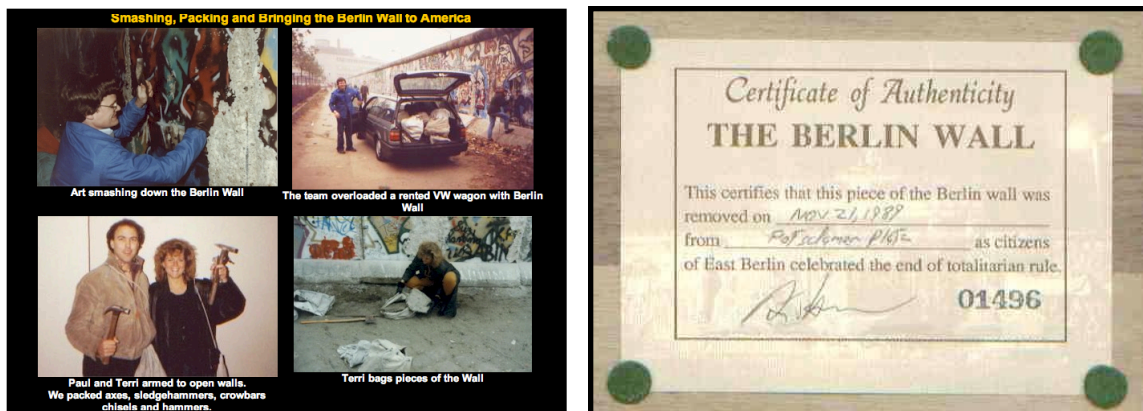 Smashing, Packing and Bringing the Berlin Wall to America
Art smashing down the Berlin Wall
The team overloaded a rented VW wagon with Berlin
Wall
Paul and Terri armed to open walls.
We packed axes, sledgehammers, crowbars
chisels and hammers.
Terri bags pieces of the Wall
Certificate of Authenticity
THE BERLIN WALL
This certifies that this piece of the Berlin wall was
removed on Nov. 21, 1989
from as citizens
of East Berlin celebrated the end of totalitarian rule.
01496